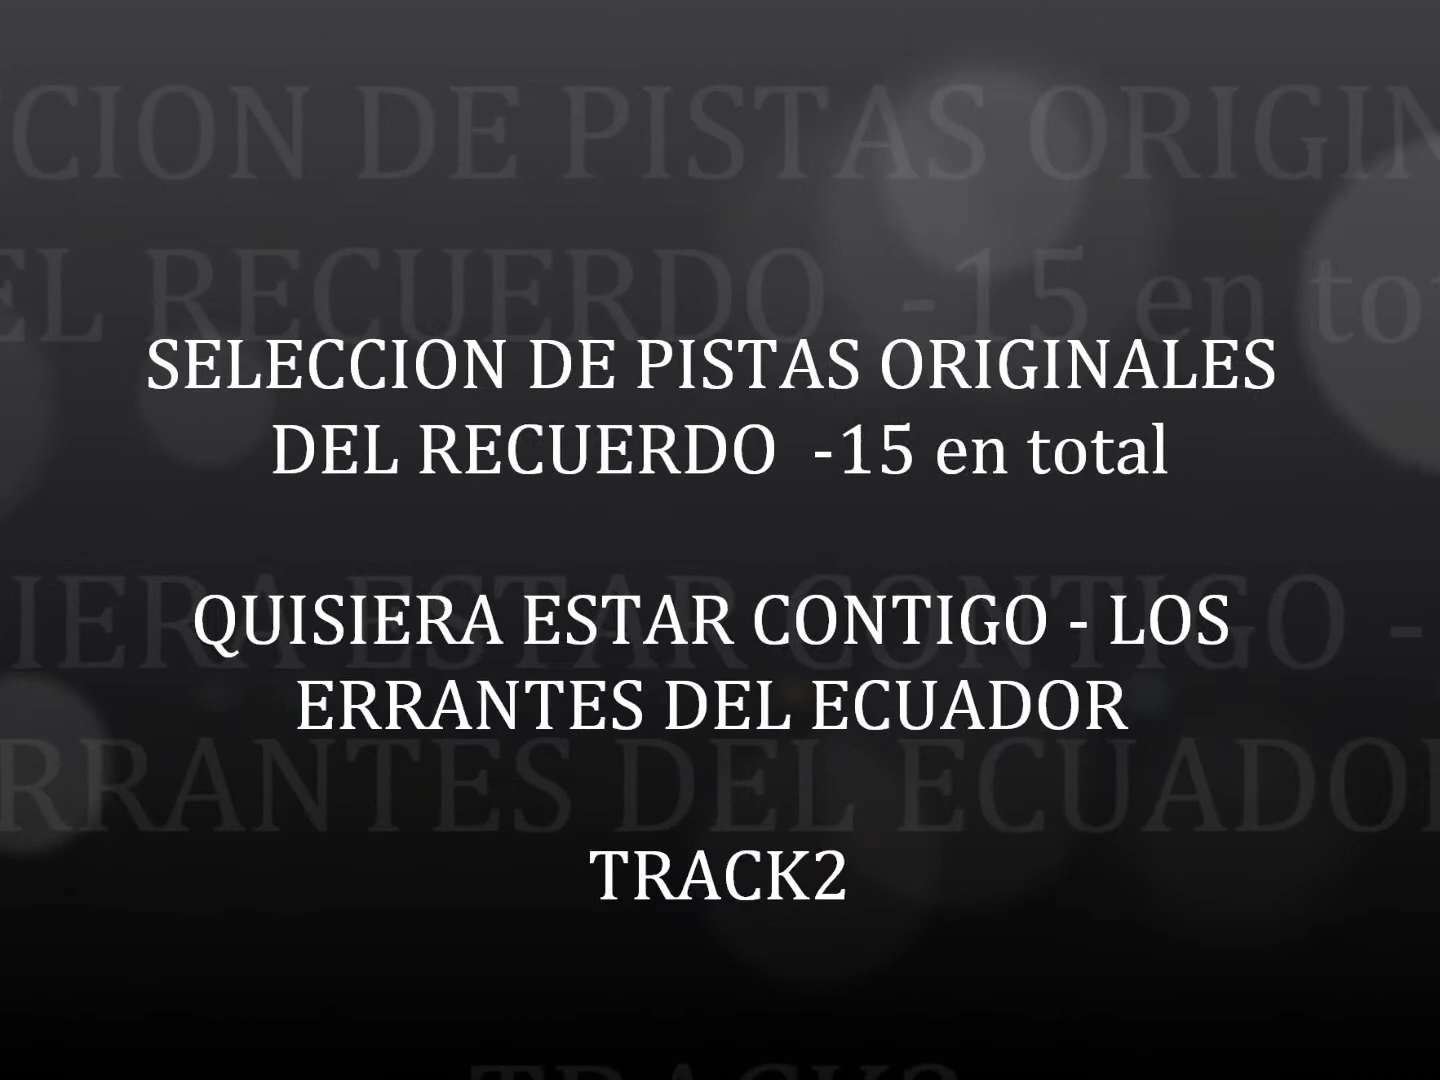 SELECCION DE PISTAS ORIGINALES
DEL RECUERDO  -15 en total
QUISIERA ESTAR CONTIGO - LOS
ERRANTES DEL ECUADOR
TRACK2